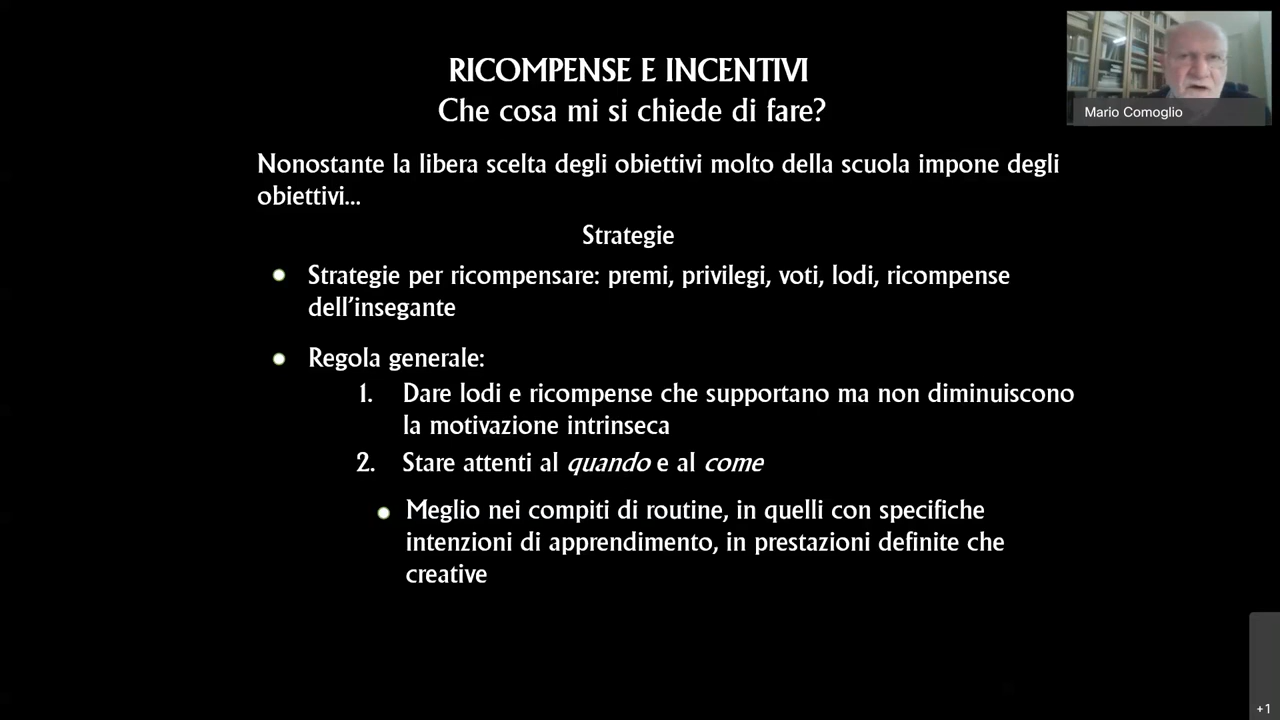 RICOMPENSE E INCENTIVI
Che cosa mi si chiede di fare?
Mario Comoglio
Nonostante la libera scelta degli obiettivi molto della scuola impone degli
obiettivi...
Strategie
Strategie per ricompensare: premi, privilegi, voti, lodi, ricompense
dell'insegante
Regola generale:
1. Dare lodi e ricompense che supportano ma non diminuiscono
la motivazione intrinseca
2. Stare attenti al quando e al come
Meglio nei compiti di routine, in quelli con specifiche
intenzioni di apprendimento, in prestazioni definite che
creative
+1